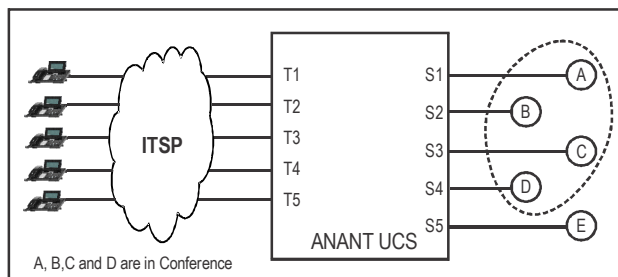 T1
T2
T3
T4
T5
ITSP
S1
S2
S3
S4
S5
A
B
C
D
E
ANANT UCS
A, B,C and D are in Conference